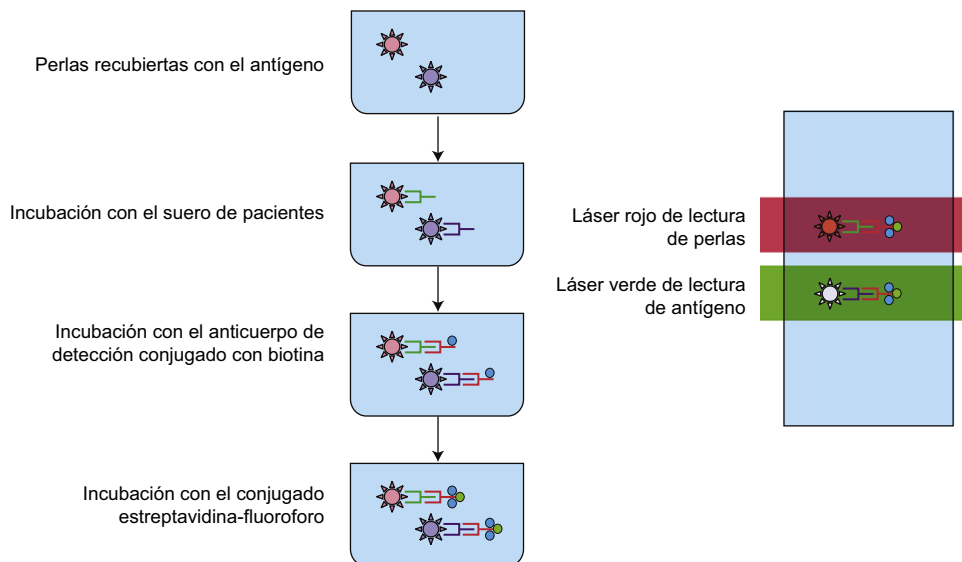 Perlas recubiertas con el antígeno
Incubación con el suero de pacientes
Incubación con el anticuerpo de
detección conjugado con biotina
Incubación con el conjugado
estreptavidina-fluoroforo
Láser rojo de lectura
de perlas
Láser verde de lectura
de antígeno